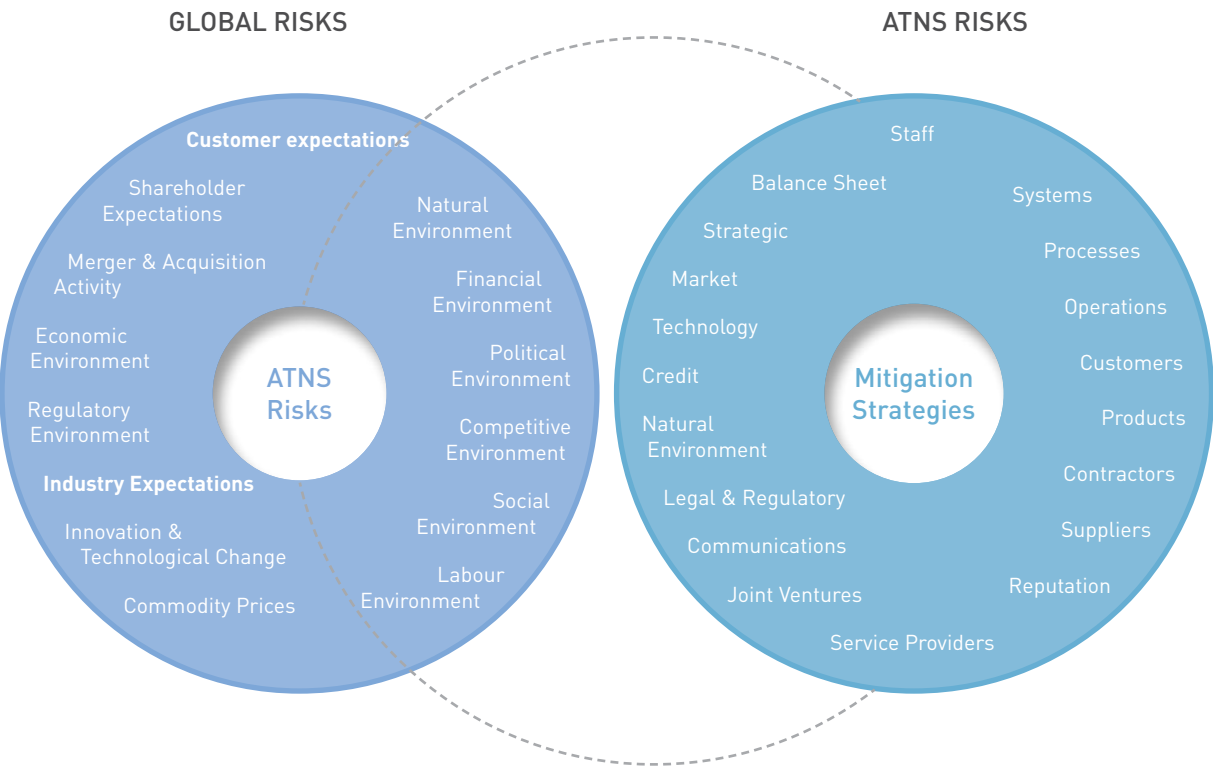 GLOBAL RISKS
Customer expectations
Shareholder
Expectations
Merger & Acquisition
Activity
Economic
Environment
Regulatory
Environment
Industry Expectations
Innovation &
Technological Change
Commodity Prices
ATNS
Risks
Natural
Environment
Financial
Environment
Political
Environment
Competitive
Environment
Social
Environment
Labour
Environment
ATNS RISKS
Staff
Balance Sheet
Strategic
Market
Technology
Credit
Natural
Environment
Legal & Regulatory
Communications
Joint Ventures
Service Providers
Mitigation
Strategies
Systems
Processes
Operations
Customers
Products
Contractors
Suppliers
Reputation